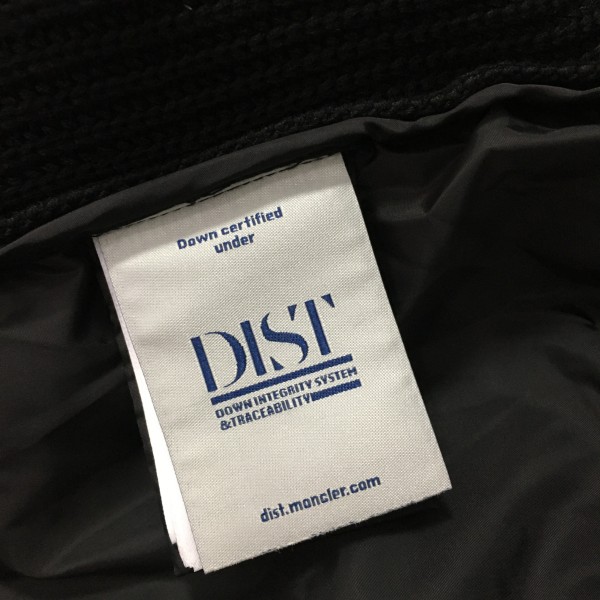 Down certified
under
DIST
DOWN INTEGRITY SYSTEM
&TRACEABILITY
dist.moncler.com